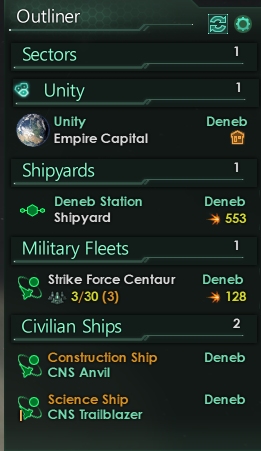 Outliner
Sectors 1
Unity 1
Unity Deneb
Empire Capital
Shipyards 1
Deneb Station Deneb
Shipyard 553
Military Fleets 1
Strike Force Centaur Deneb
3/30 (3) 128
Civilian Ships 2
Construction Ship Deneb
CNS Anvil
Science Ship Deneb
CNS Trailblazer